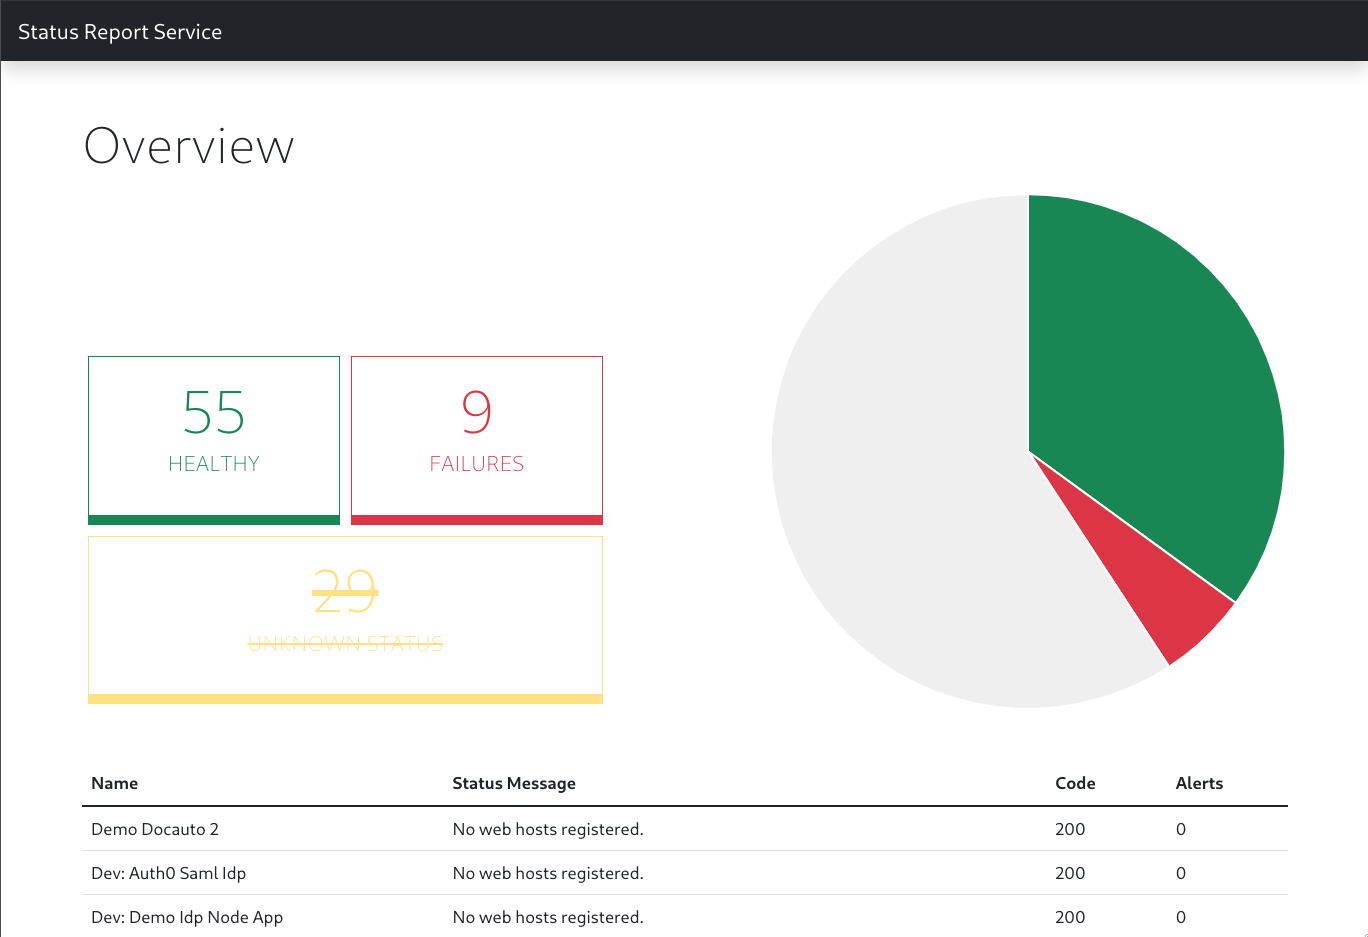 Status Report Service
Overview
55
HEALTHY
9
FAILURES
29
UNKNOWN STATUS
Name Status Message Code Alerts
Demo Docauto 2 No web hosts registered. 200 0
Dev: Auth0 Saml Idp No web hosts registered. 200 0
Dev: Demo Idp Node App No web hosts registered. 200 0